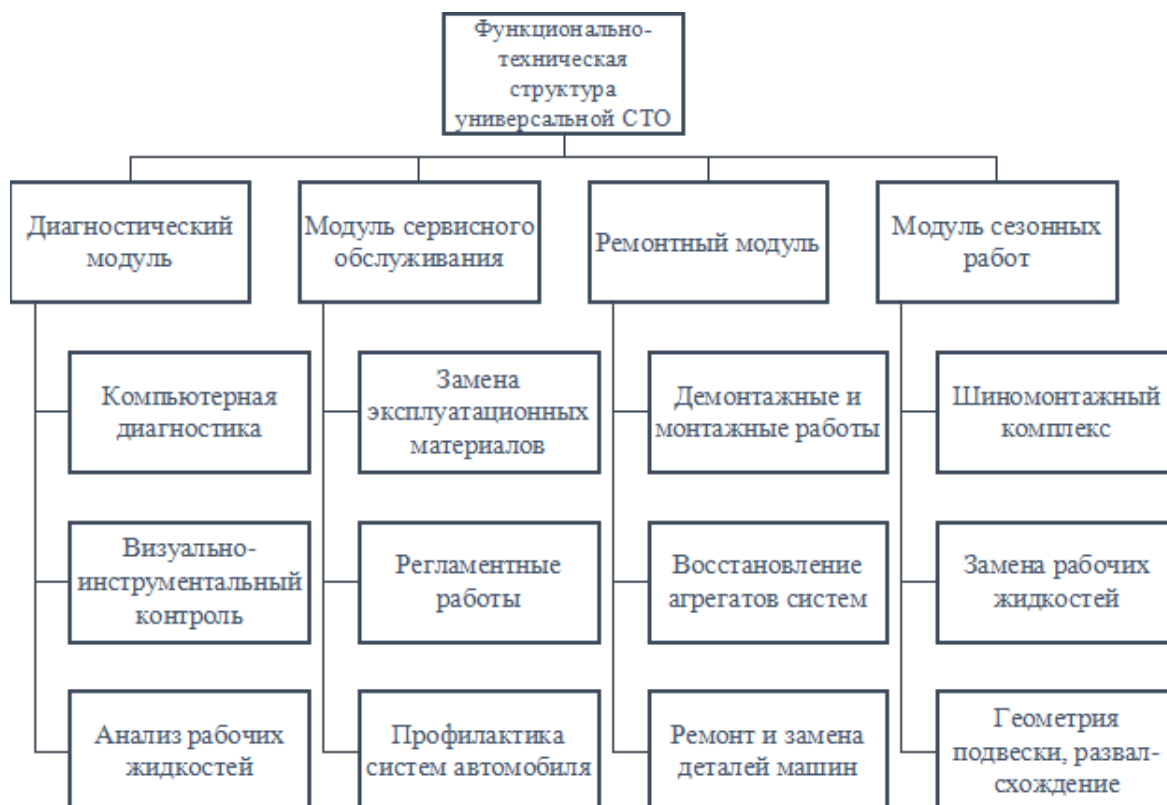 Функционально-
техническая
структура
универсальной СТО
Диагностический
модуль
Модуль сервисного
обслуживания
Ремонтный модуль
Модуль сезонных
работ
Компьютерная
диагностика
Замена
эксплуатационных
материалов
Демонтажные и
монтажные работы
Шиномонтажный
комплекс
Визуально-
инструментальный
контроль
Регламентные
работы
Восстановление
агрегатов систем
Замена рабочих
жидкостей
Анализ рабочих
жидкостей
Профилактика
систем автомобиля
Ремонт и замена
деталей машин
Геометрия
подвески, развал-
схождение